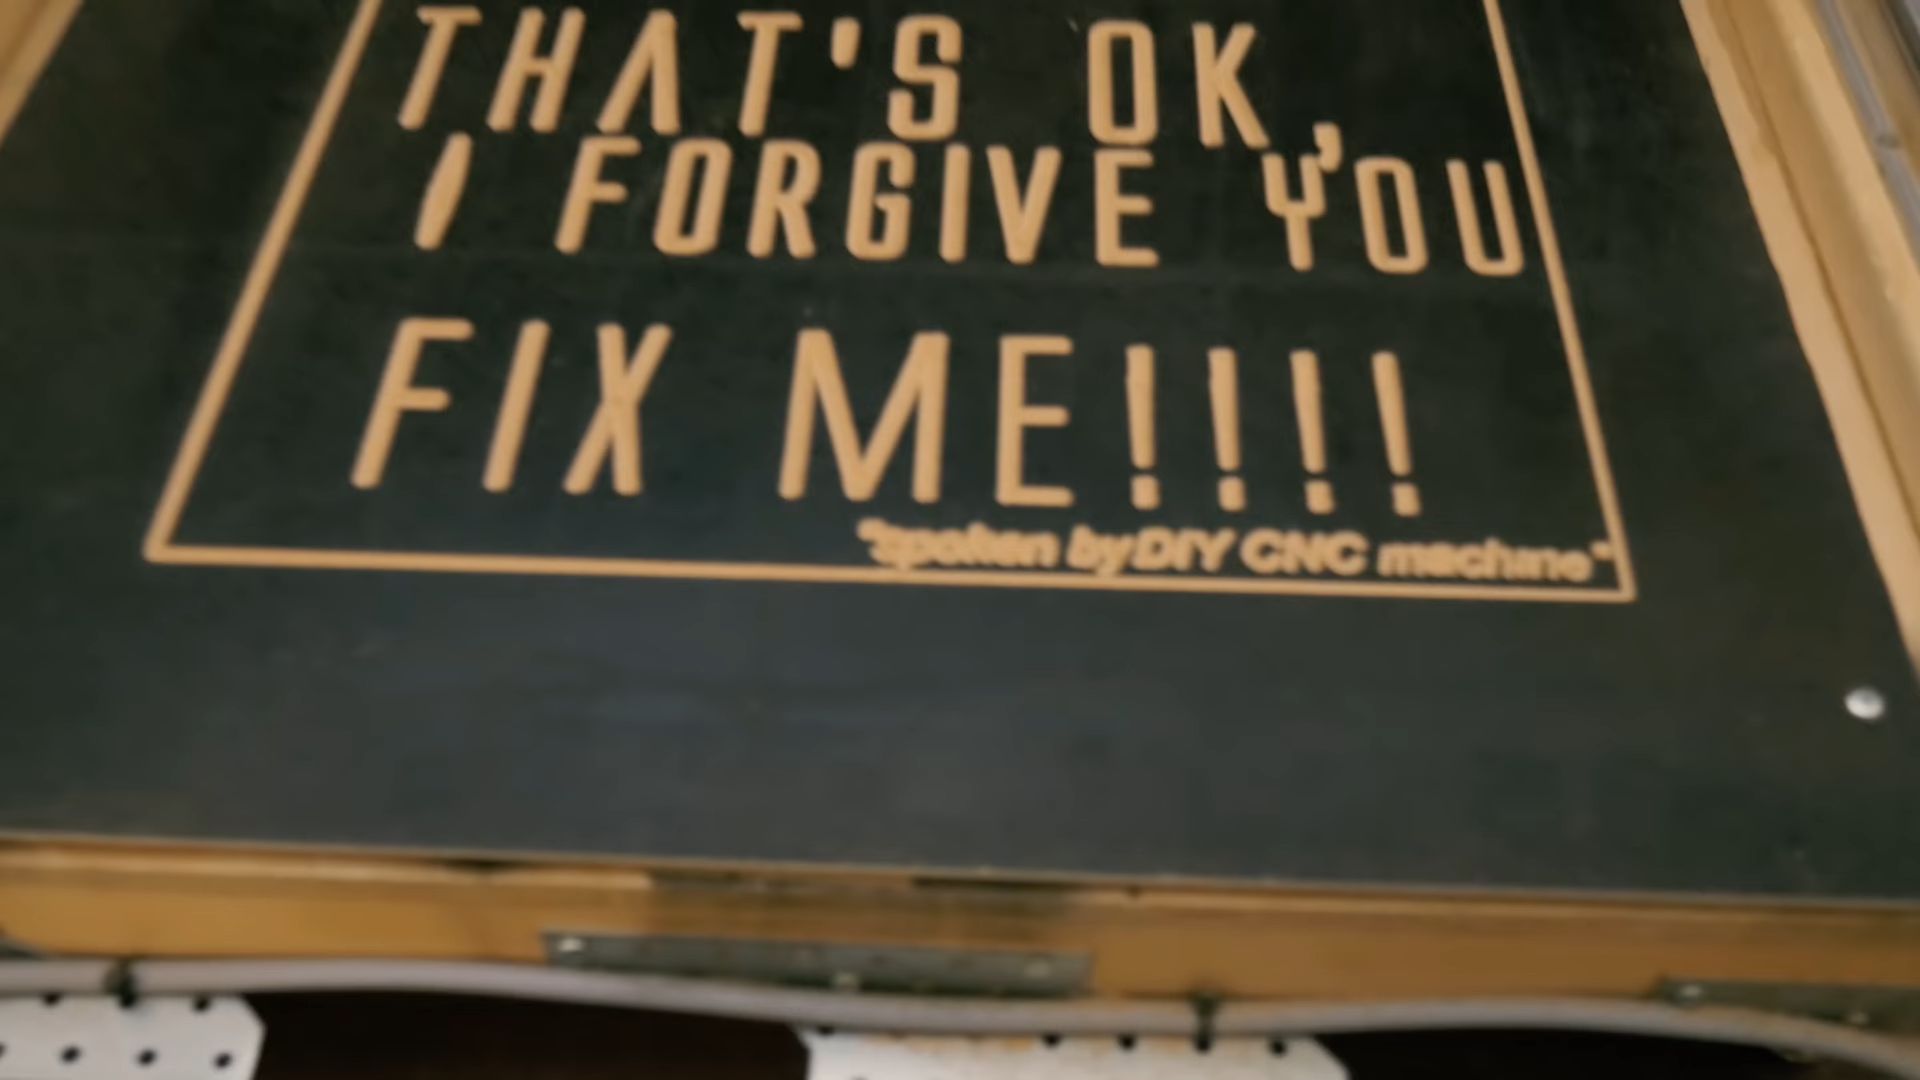 THAT'S OK,
I FORGIVE YOU
FIX ME!!!!
"spoken by DIY CNC machine"